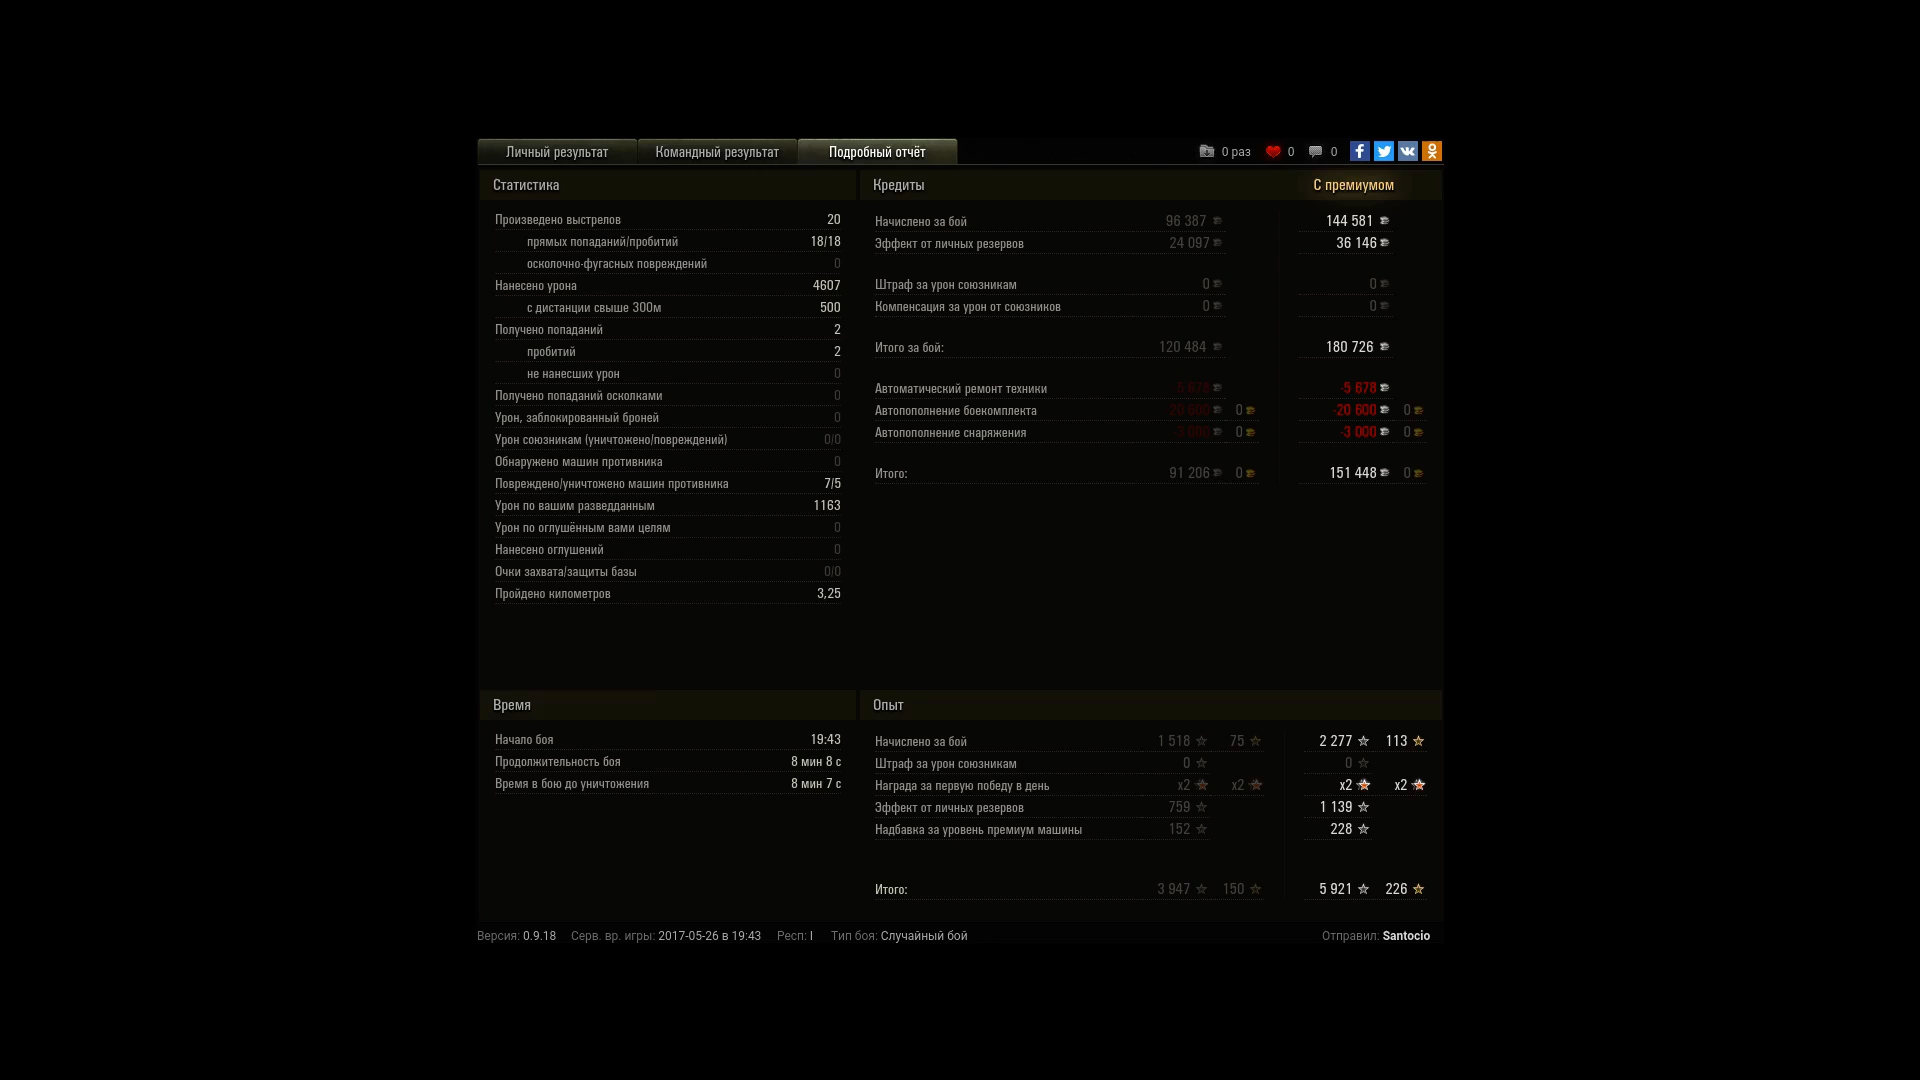 Личный результат Командный результат Подробный отчёт 0 раз 0 0
Статистика
Произведено выстрелов 20
прямых попаданий/пробитий 18/18
осколочно-фугасных повреждений 0
Нанесено урона 4607
с дистанции свыше 300м 500
Получено попаданий 2
пробитий 2
не нанесших урон 0
Получено попаданий осколками 0
Урон, заблокированный броней 0
Урон союзникам (уничтожено/повреждений) 0/0
Обнаружено машин противника 0
Повреждено/уничтожено машин противника 7/5
Урон по вашим разведданным 1163
Урон по оглушённым вами целям 0
Нанесено оглушений 0
Очки захвата/защиты базы 0/0
Пройдено километров 3,25
Кредиты С премиумом
Начислено за бой 96 387 144 581
Эффект от личных резервов 24 097 36 146
Штраф за урон союзникам 0 0
Компенсация за урон от союзников 0 0
Итого за бой: 120 484 180 726
Автоматический ремонт техники -5 678 -5 678
Автопополнение боекомплекта -20 600 0 -20 600 0
Автопополнение снаряжения -3 000 0 -3 000 0
Итого: 91 206 0 151 448 0
Время
Начало боя 19:43
Продолжительность боя 8 мин 8 с
Время в бою до уничтожения 8 мин 7 с
Опыт
Начислено за бой 1 518 75 2 277 113
Штраф за урон союзникам 0 0
Награда за первую победу в день x2 x2 x2 x2
Эффект от личных резервов 759 1 139
Надбавка за уровень премиум машины 152 228
Итого: 3 947 150 5 921 226
Версия: 0.9.18 Серв. вр. игры: 2017-05-26 в 19:43 Респ: I Тип боя: Случайный бой Отправил: Santocio